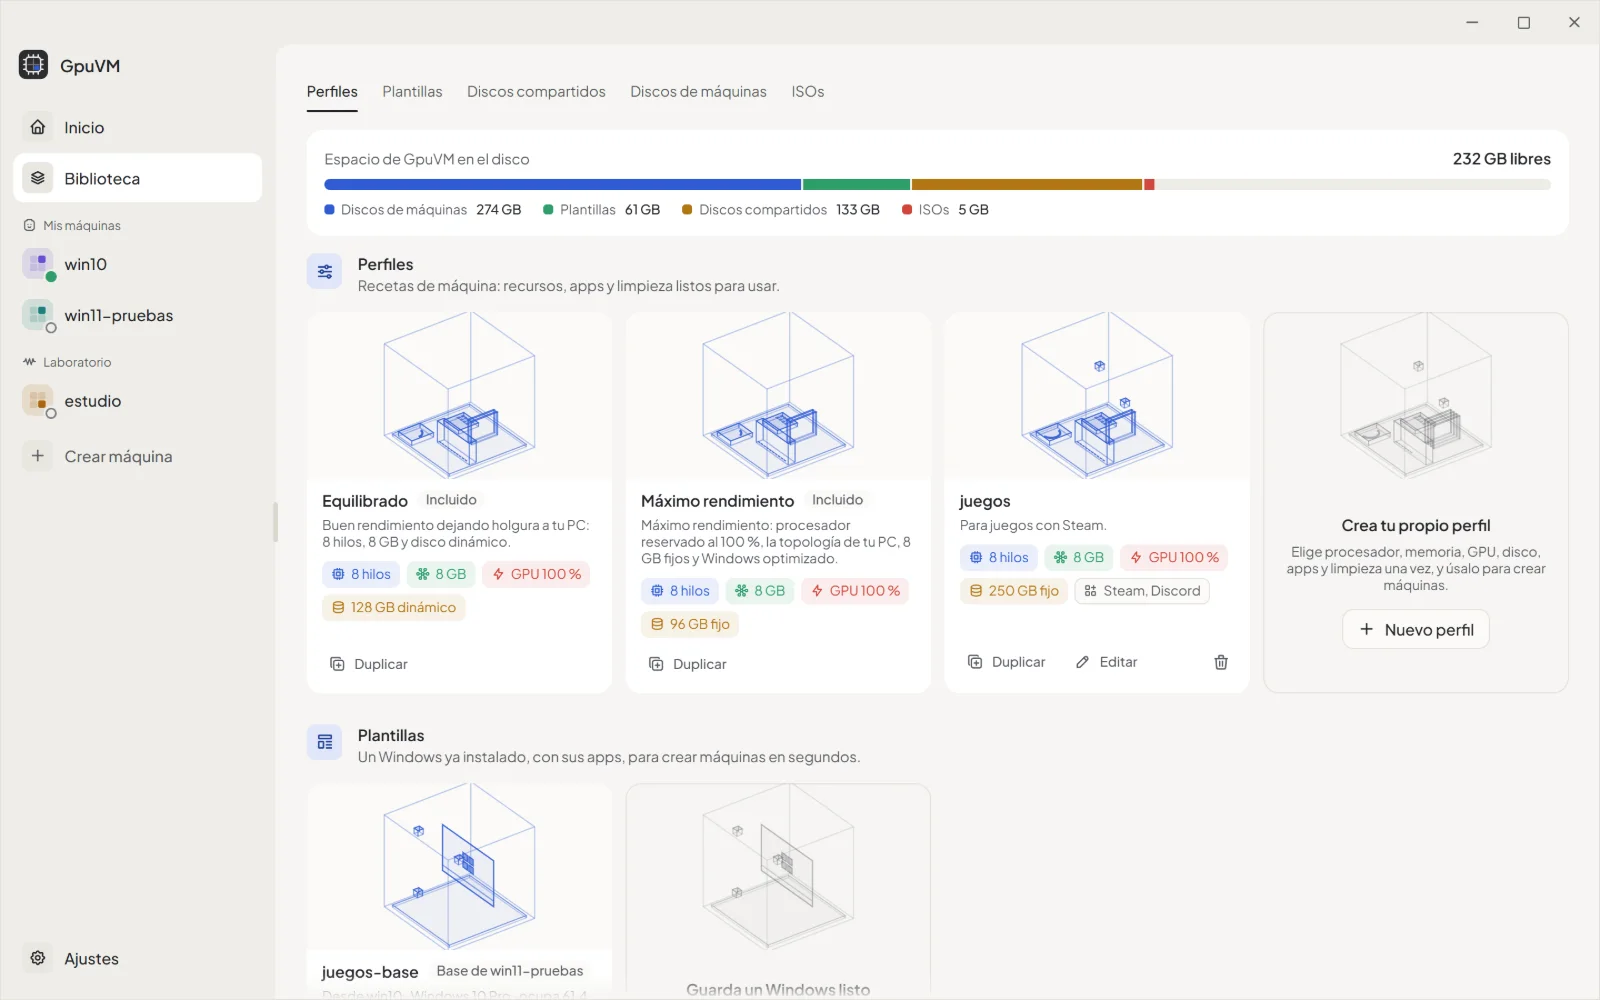 GpuVM
Inicio
Biblioteca
Mis máquinas
win10
win11-pruebas
Laboratorio
estudio
Crear máquina
Ajustes
Perfiles Plantillas Discos compartidos Discos de máquinas ISOs
Espacio de GpuVM en el disco 232 GB libres
Discos de máquinas 274 GB Plantillas 61 GB Discos compartidos 133 GB ISOs 5 GB
Perfiles
Recetas de máquina: recursos, apps y limpieza listos para usar.
Equilibrado Incluido
Buen rendimiento dejando holgura a tu PC:
8 hilos, 8 GB y disco dinámico.
8 hilos 8 GB GPU 100 %
128 GB dinámico
Duplicar
Máximo rendimiento Incluido
Máximo rendimiento: procesador
reservado al 100 %, la topología de tu PC, 8
GB fijos y Windows optimizado.
8 hilos 8 GB GPU 100 %
96 GB fijo
Duplicar
juegos
Para juegos con Steam.
8 hilos 8 GB GPU 100 %
250 GB fijo Steam, Discord
Duplicar Editar
Crea tu propio perfil
Elige procesador, memoria, GPU, disco,
apps y limpieza una vez, y úsalo para crear
máquinas.
Nuevo perfil
Plantillas
Un Windows ya instalado, con sus apps, para crear máquinas en segundos.
juegos-base Base de win11-pruebas
Desde win10 · Windows 10 Pro · ocupa 61,4
Guarda un Windows listo